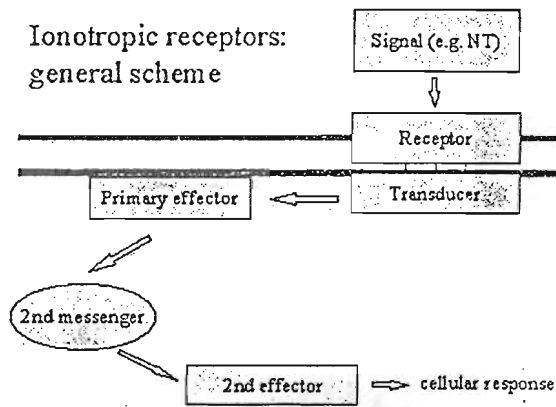 Ionotropic receptors:
general scheme
Signal (e.g. NT)
Receptor
Transducer
Primary effector
2nd messenger
2nd effector
cellular response